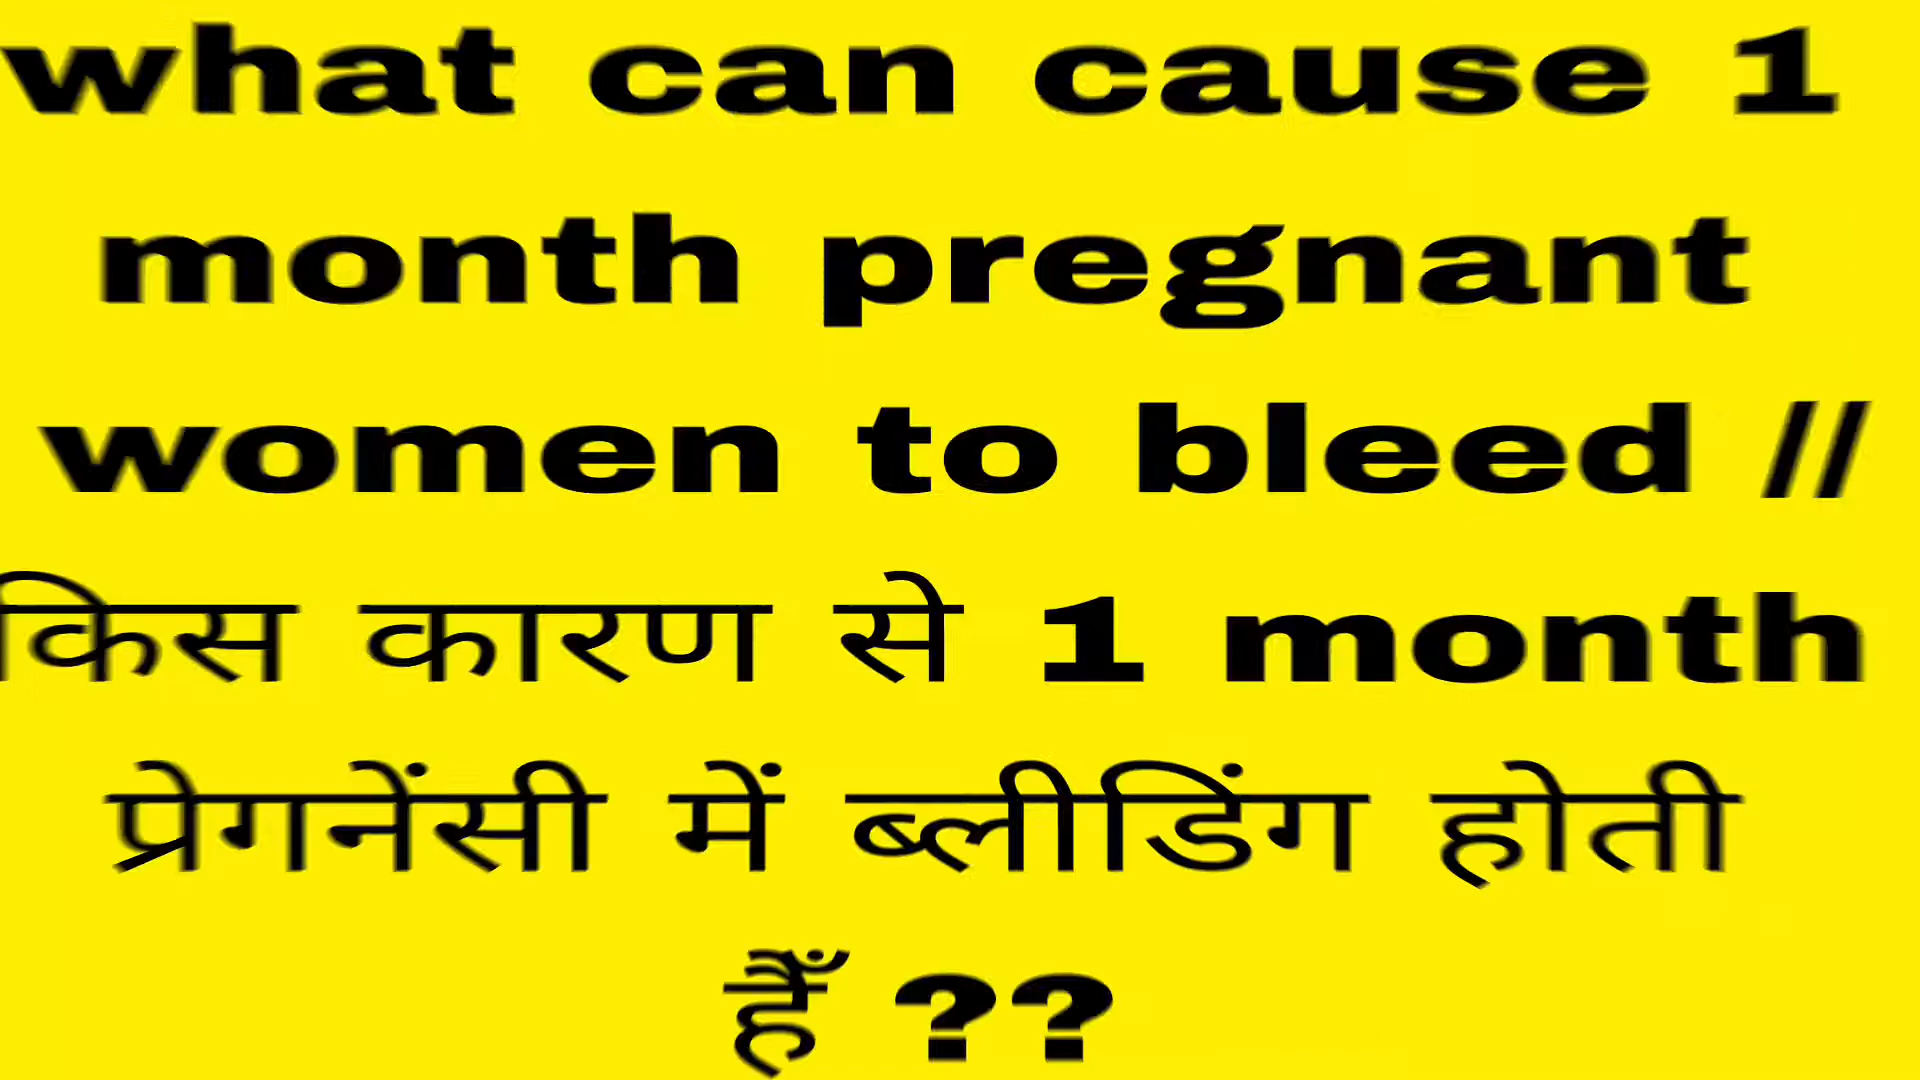 what can cause 1
month pregnant
women to bleed //
किस कारण से 1 month
प्रेगनेंसी में ब्लीडिंग होती
हैं ??